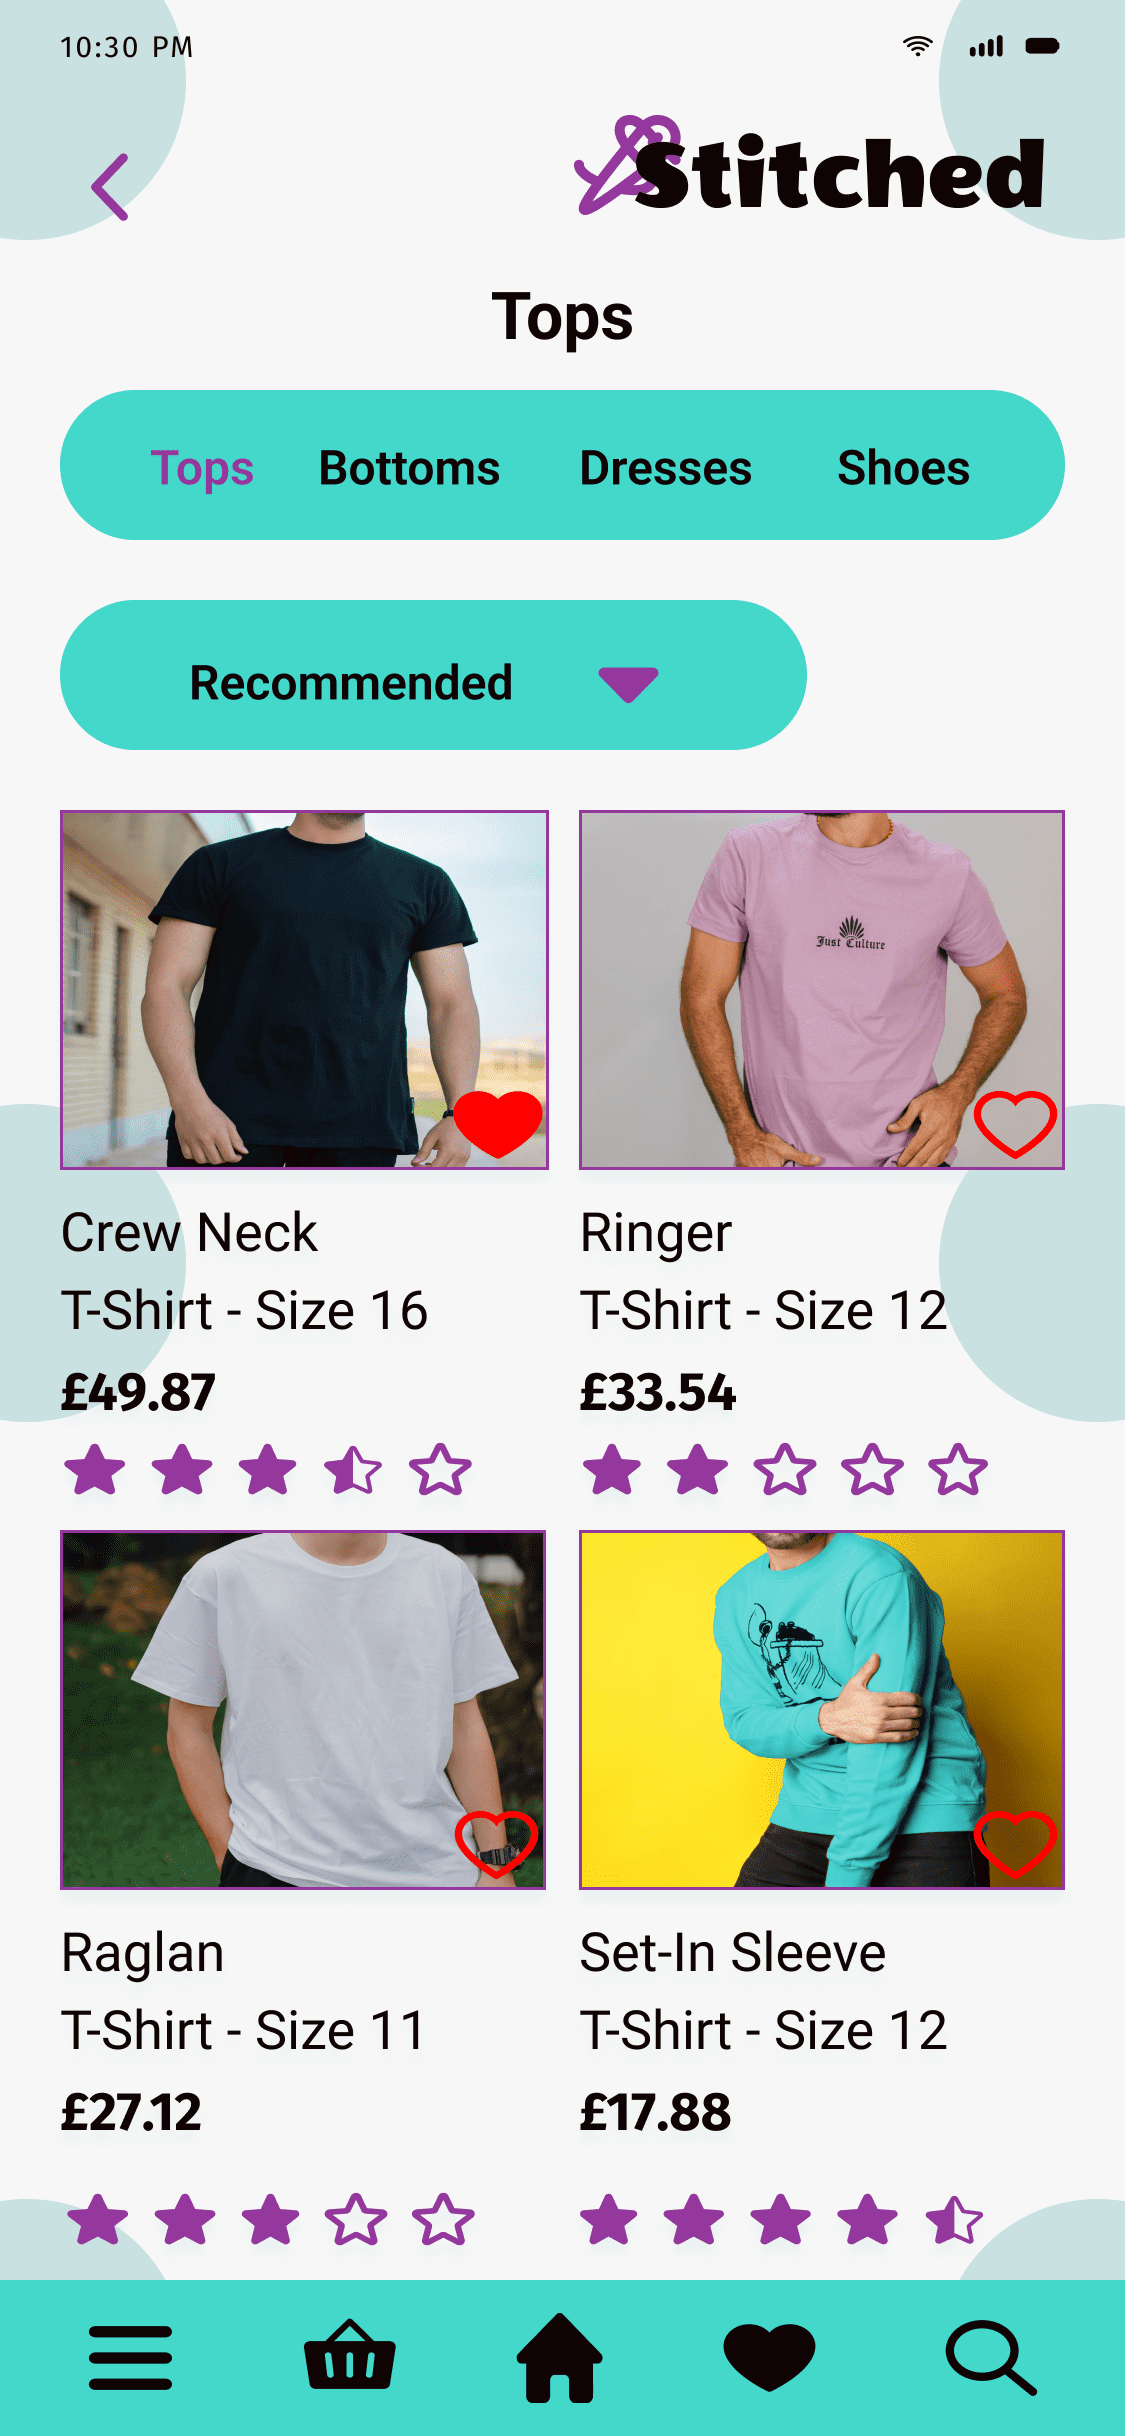 10:30 PM
Stitched
Tops
Tops Bottoms Dresses Shoes
Recommended
Just Culture
Crew Neck
T-Shirt - Size 16
£49.87
Ringer
T-Shirt - Size 12
£33.54
Raglan
T-Shirt - Size 11
£27.12
Set-In Sleeve
T-Shirt - Size 12
£17.88